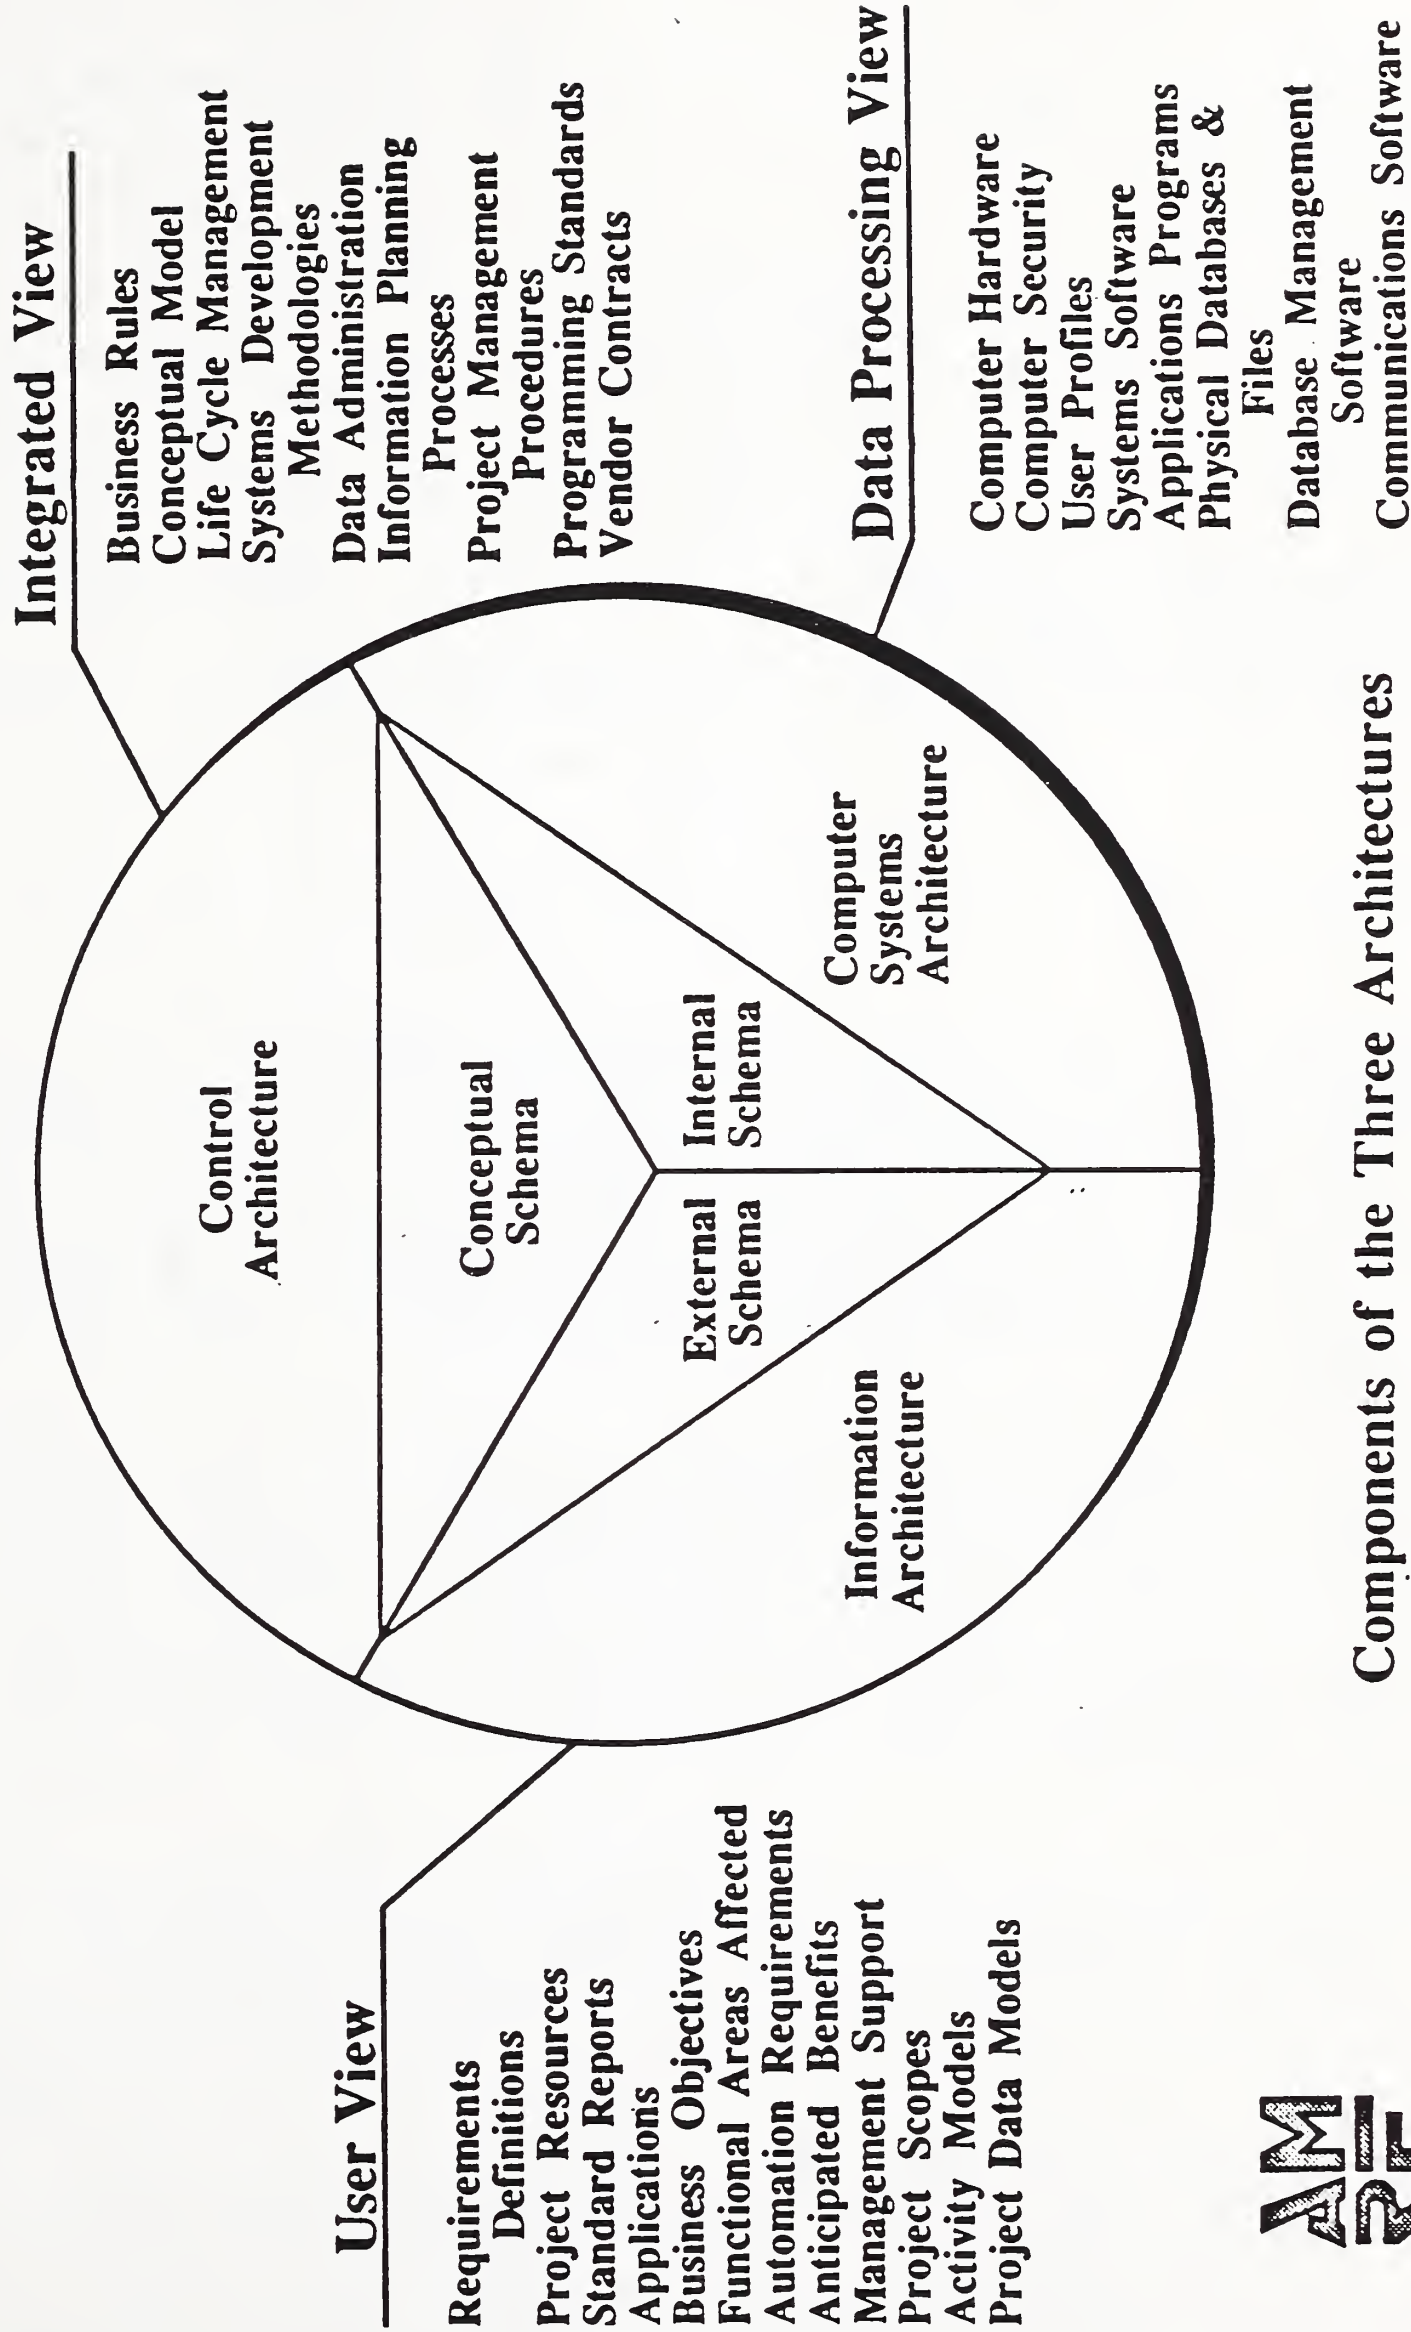 Integrated View
Business Rules
Conceptual Model
Life Cycle Management
Systems Development
Methodologies
Data Administration
Information Planning
Processes
Project Management
Procedures
Programming Standards
Vendor Contracts
User View
Requirements
Definitions
Project Resources
Standard Reports
Applications
Business Objectives
Functional Areas Affected
Automation Requirements
Anticipated Benefits
Management Support
Project Scopes
Activity Models
Project Data Models
Control
Architecture
Conceptual
Schema
External
Schema
Internal
Schema
Information
Architecture
Computer
Systems
Architecture
Data Processing View
Computer Hardware
Computer Security
User Profiles
Systems Software
Applications Programs
Physical Databases &
Files
Database Management
Software
Communications Software
Components of the Three Architectures
AM